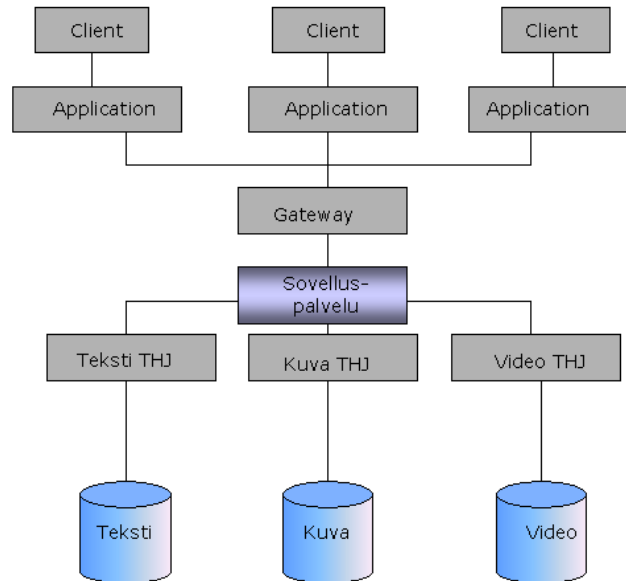 Client
Client
Client
Application
Application
Application
Gateway
Sovellus-
palvelu
Teksti THJ
Kuva THJ
Video THJ
Teksti
Kuva
Video